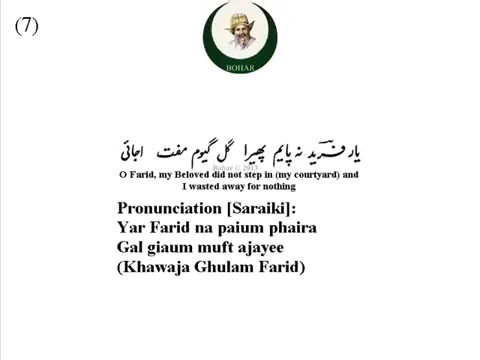 (7)
BOHAR
یار فرید نہ پایم پھیرا گل گیوم مفت اجائی
Bohar © 2013
O Farid, my Beloved did not step in (my courtyard) and
I wasted away for nothing
Pronunciation [Saraiki]:
Yar Farid na paium phaira
Gal giaum muft ajayee
(Khawaja Ghulam Farid)